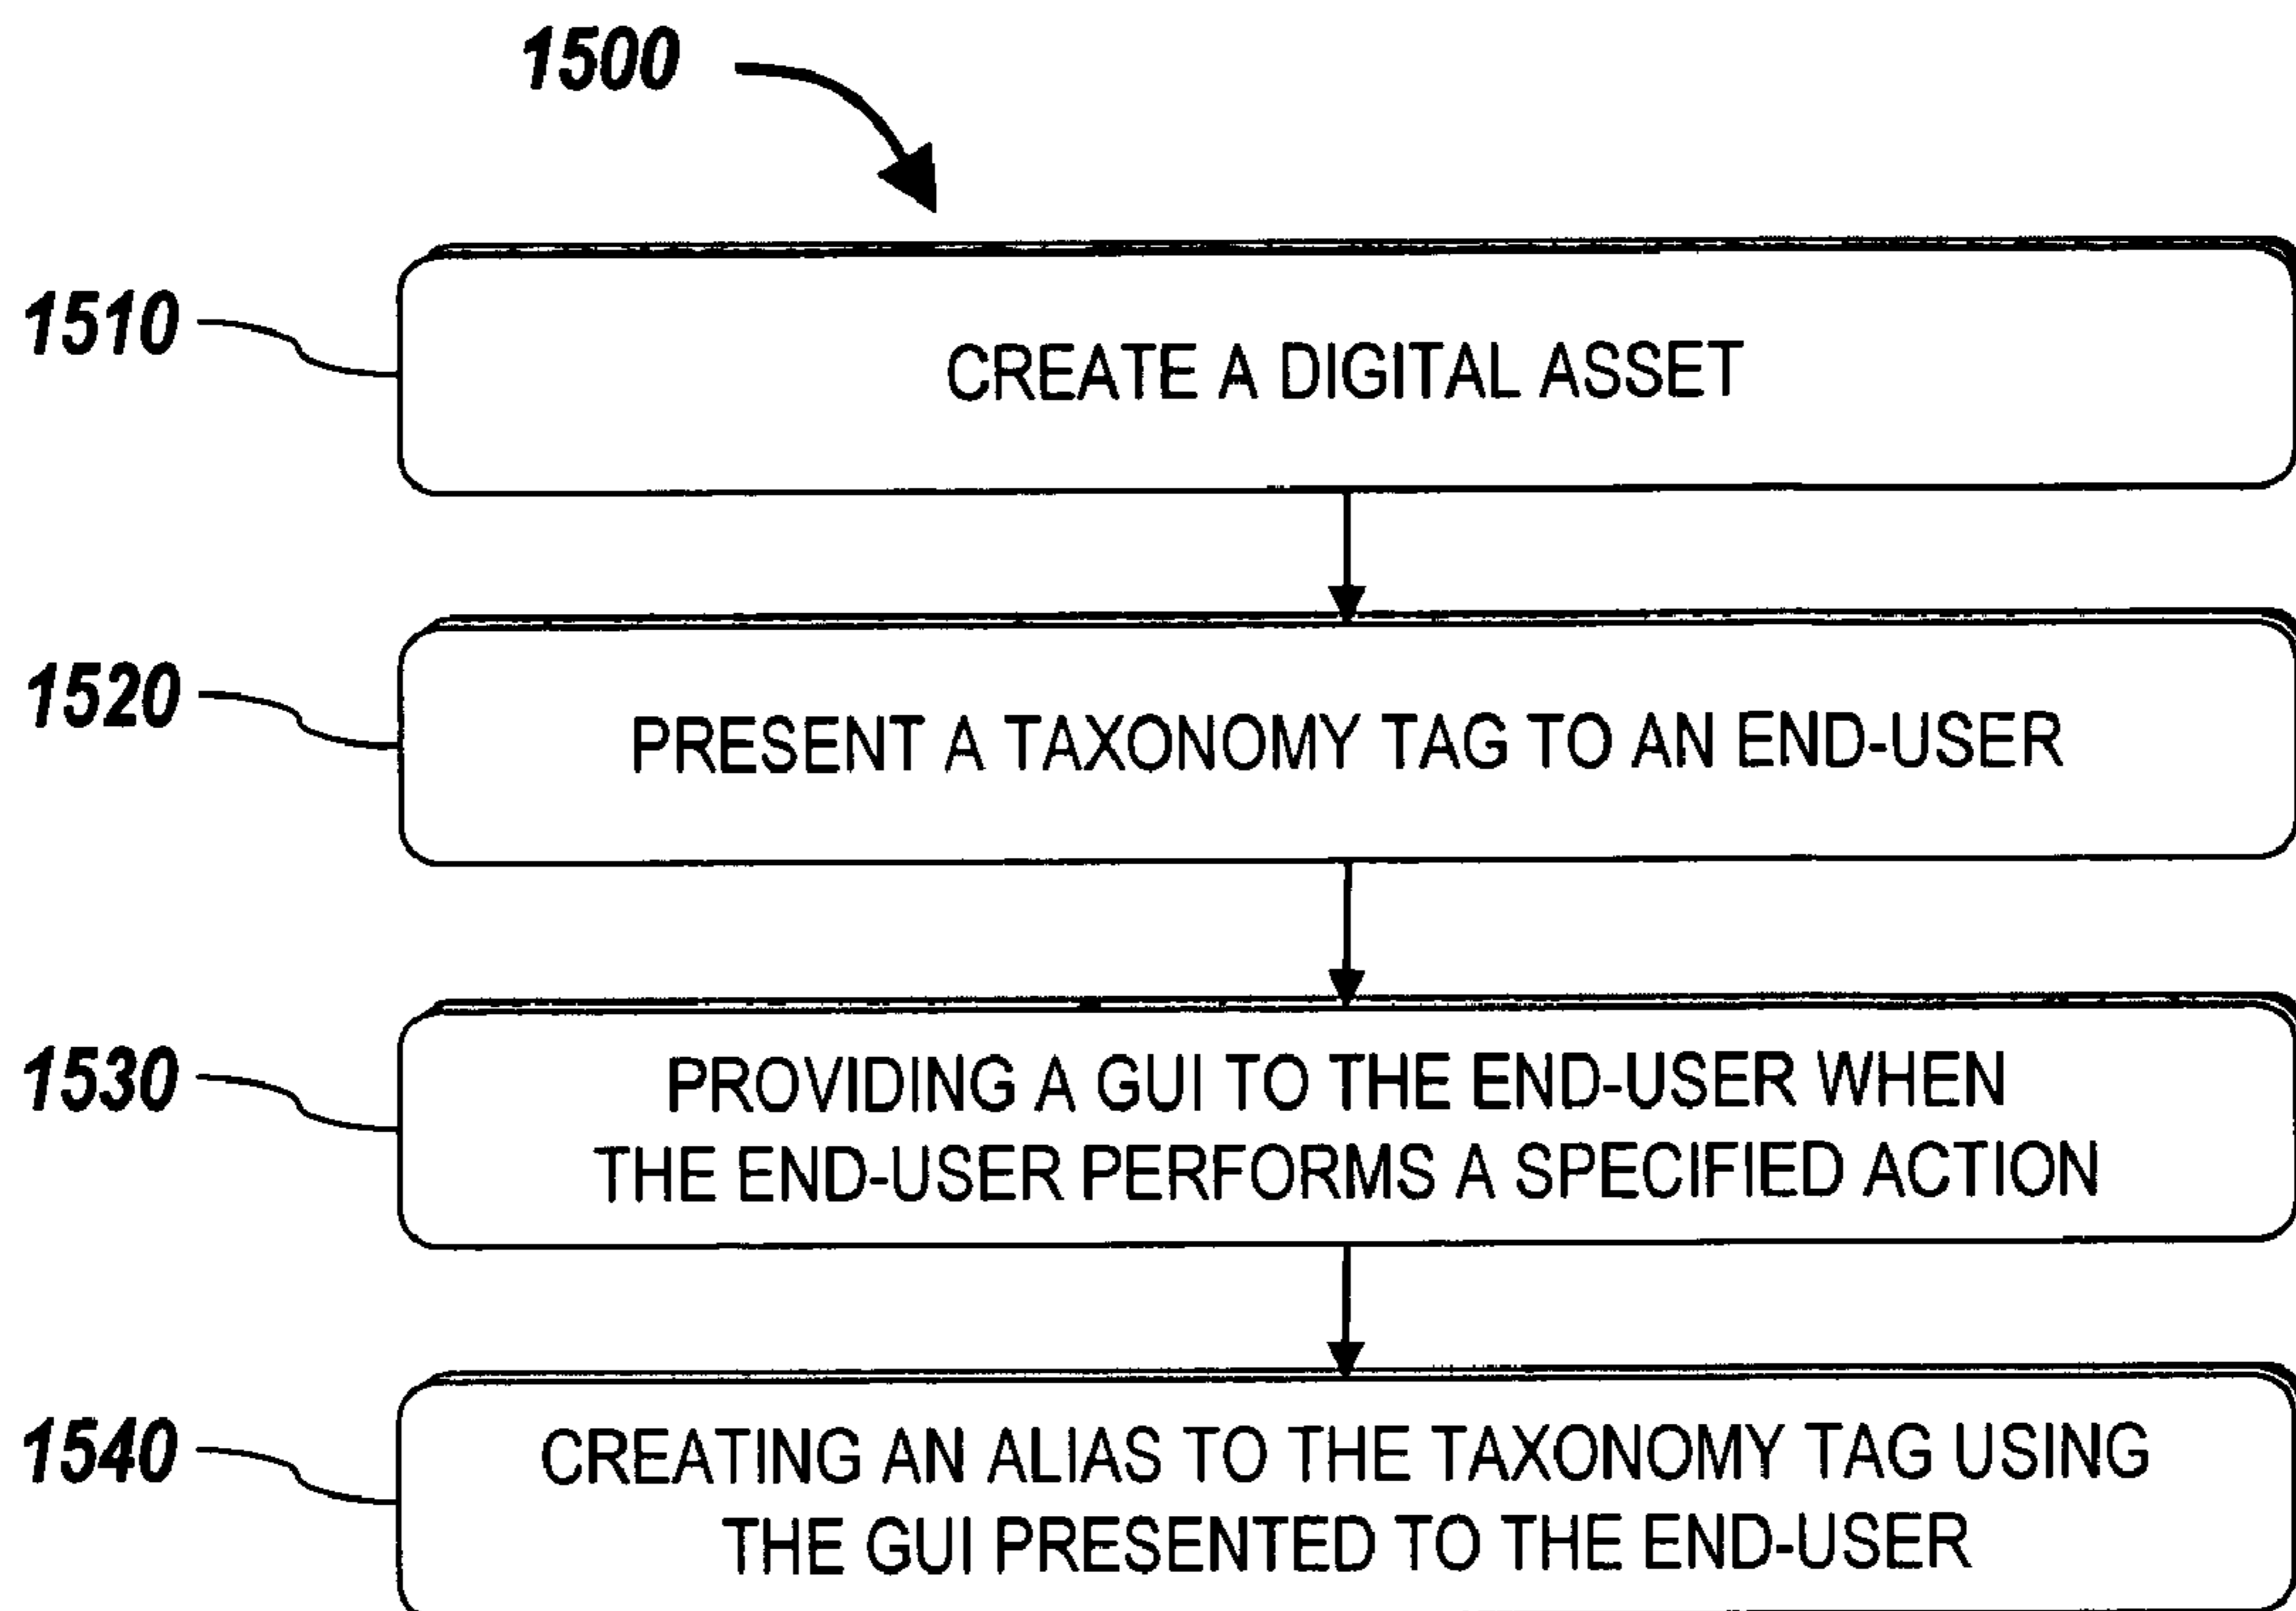 1500
1510
CREATE A DIGITAL ASSET
1520
PRESENT A TAXONOMY TAG TO AN END-USER
1530
PROVIDING A GUI TO THE END-USER WHEN
THE END-USER PERFORMS A SPECIFIED ACTION
1540
CREATING AN ALIAS TO THE TAXONOMY TAG USING
THE GUI PRESENTED TO THE END-USER